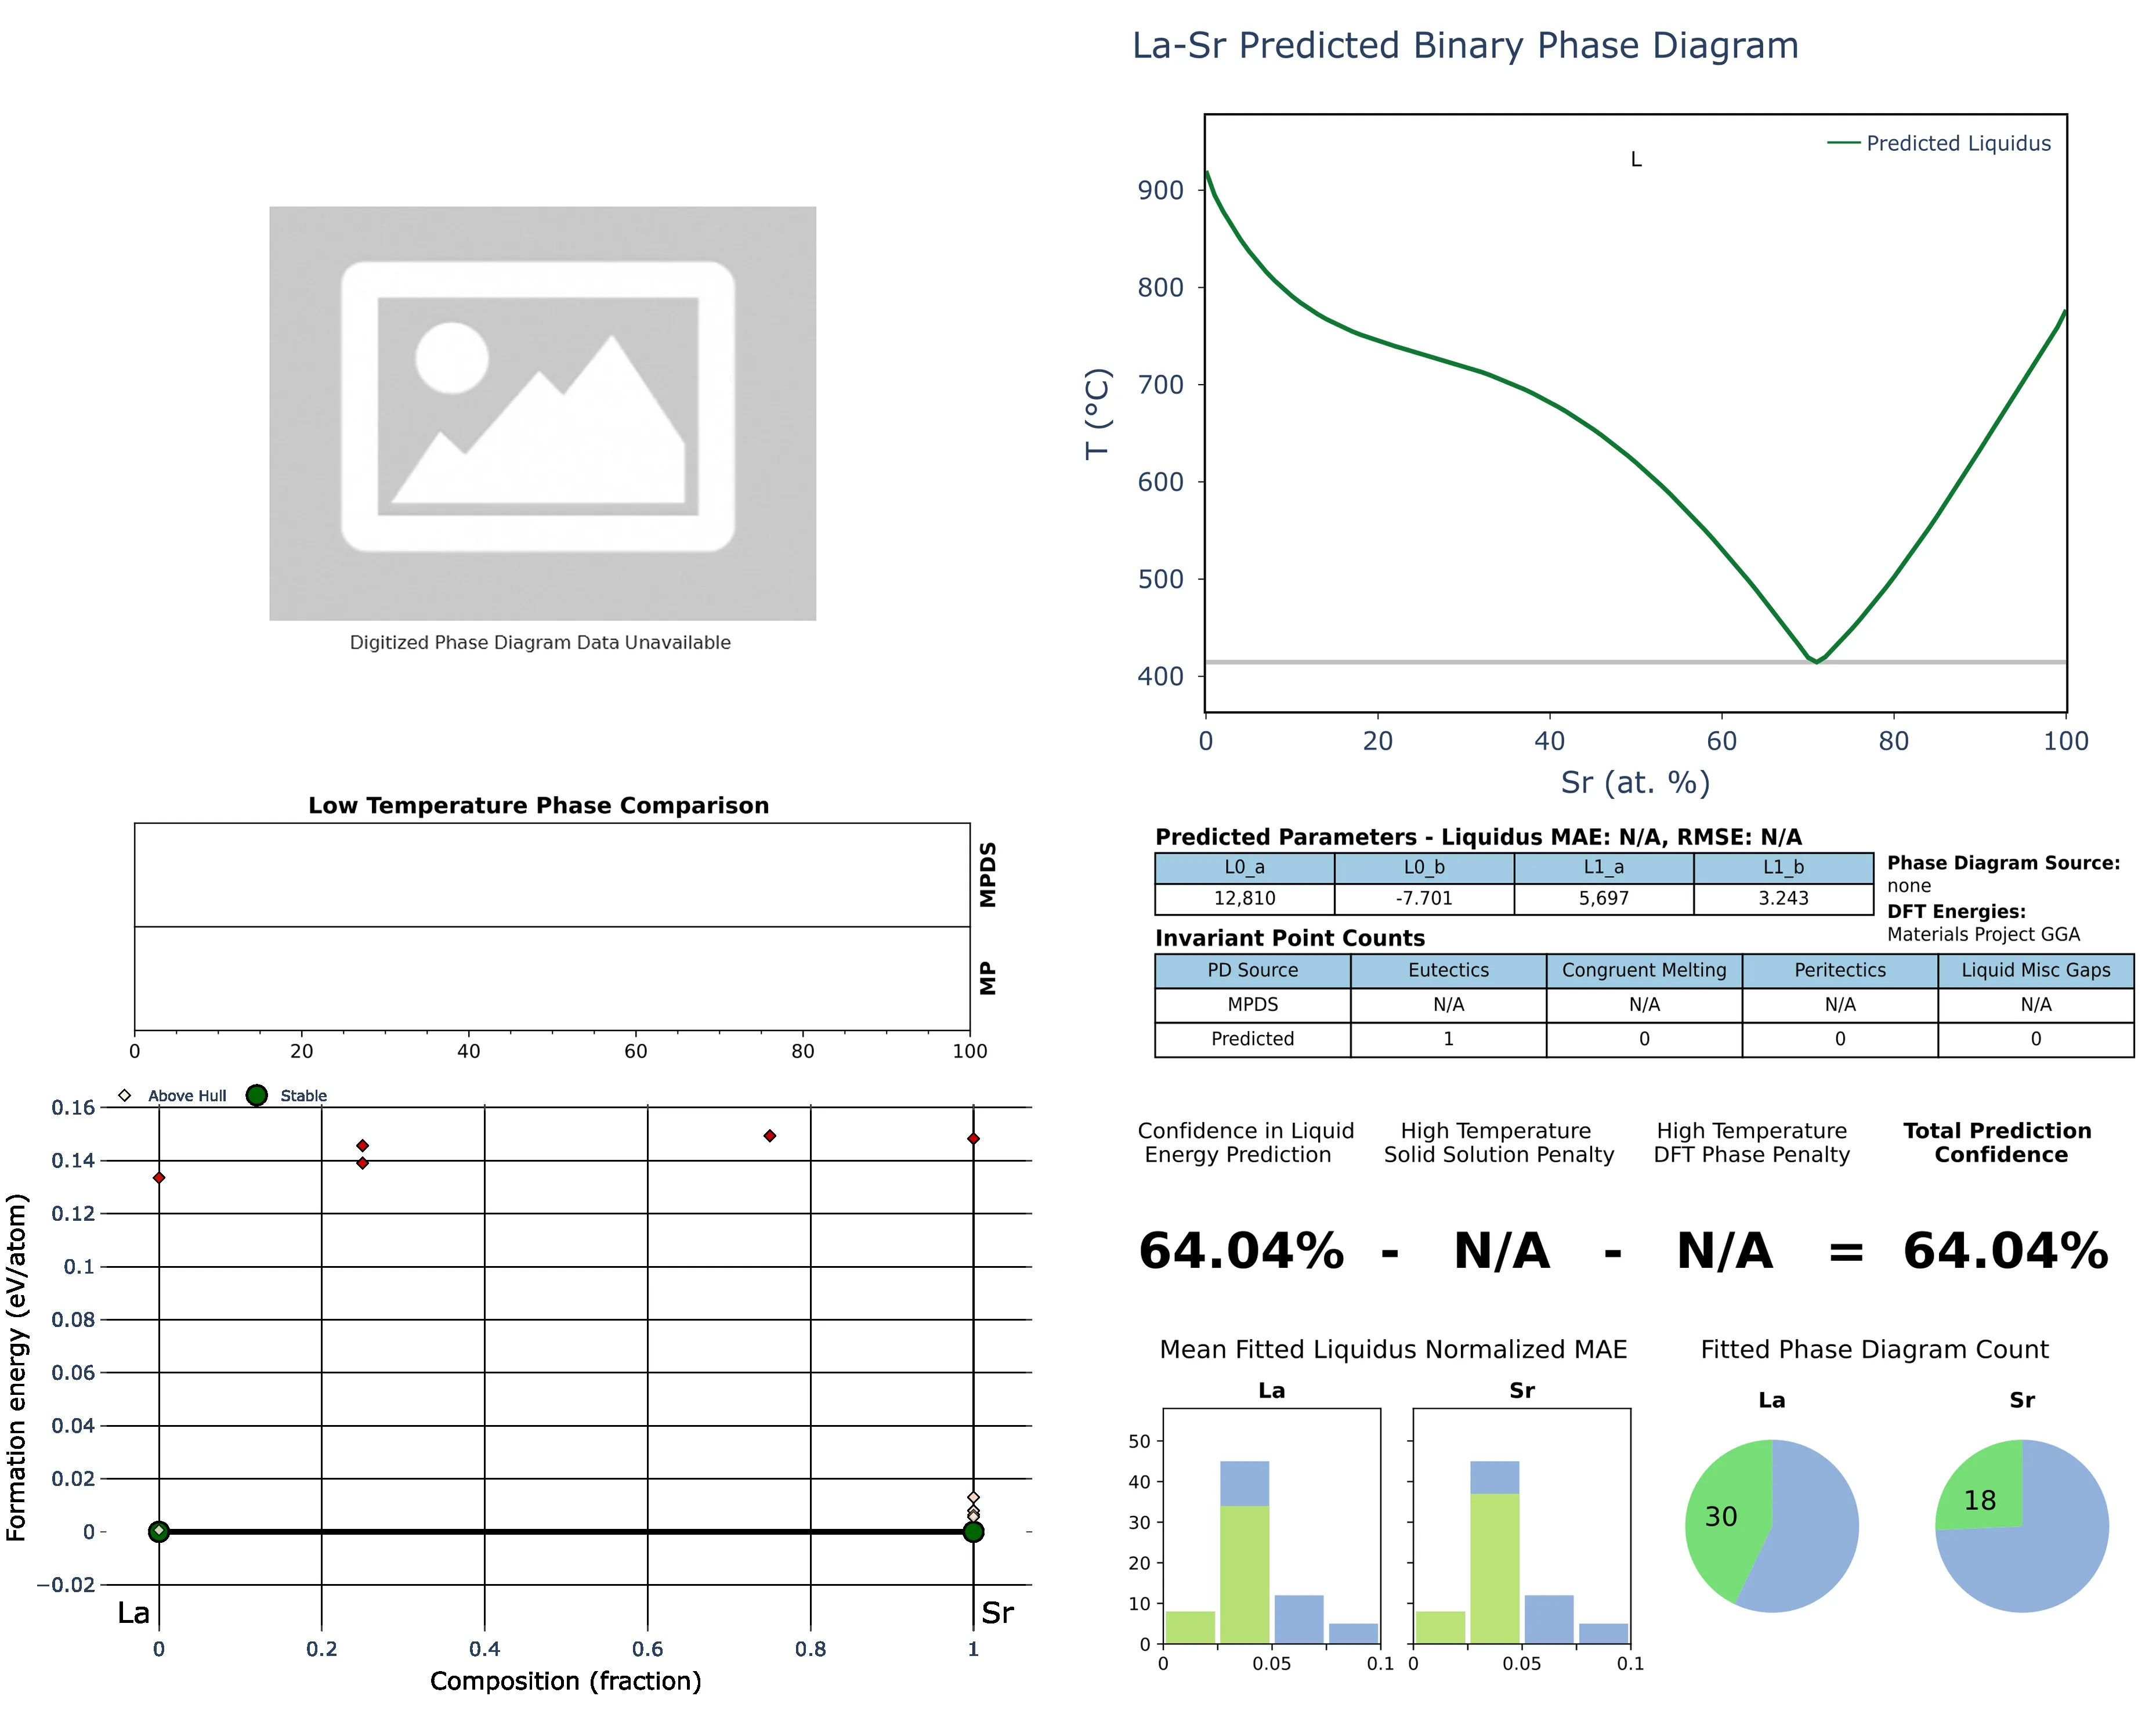 La-Sr Predicted Binary Phase Diagram
Digitized Phase Diagram Data Unavailable
Predicted Liquidus
L
T (°C)
900
800
700
600
500
400
0 20 40 60 80 100
Sr (at. %)
Low Temperature Phase Comparison
MPDS
MP
0 20 40 60 80 100
Predicted Parameters - Liquidus MAE: N/A, RMSE: N/A
L0_a L0_b L1_a L1_b
12,810 -7.701 5,697 3.243
Phase Diagram Source:
none
DFT Energies:
Materials Project GGA
Invariant Point Counts
PD Source Eutectics Congruent Melting Peritectics Liquid Misc Gaps
MPDS N/A N/A N/A N/A
Predicted 1 0 0 0
Above Hull Stable
Formation energy (eV/atom)
0.16
0.14
0.12
0.1
0.08
0.06
0.04
0.02
0
−0.02
La Sr
0 0.2 0.4 0.6 0.8 1
Composition (fraction)
Confidence in Liquid
Energy Prediction
High Temperature
Solid Solution Penalty
High Temperature
DFT Phase Penalty
Total Prediction
Confidence
64.04% - N/A - N/A = 64.04%
Mean Fitted Liquidus Normalized MAE
La Sr
50
40
30
20
10
0
0 0.05 0.1 0 0.05 0.1
Fitted Phase Diagram Count
La Sr
30 18